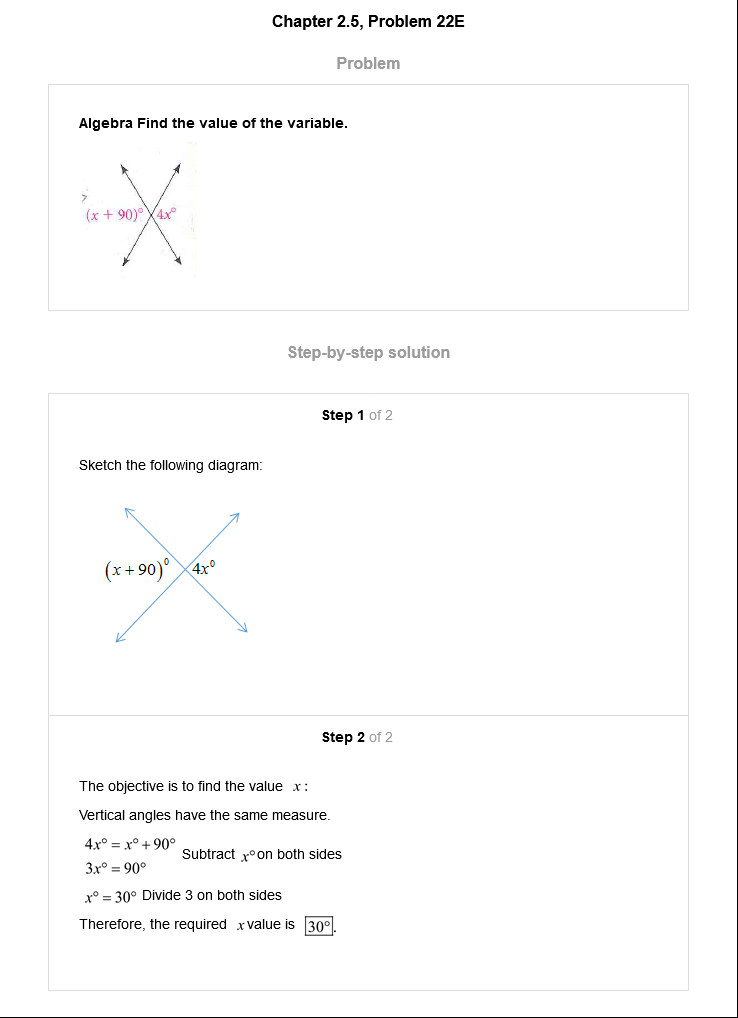 Chapter 2.5, Problem 22E
Problem
Algebra Find the value of the variable.
(x + 90)° 4x°
Step-by-step solution
Step 1 of 2
Sketch the following diagram:
(x + 90)⁰ 4x⁰
Step 2 of 2
The objective is to find the value x :
Vertical angles have the same measure.
4x° = x° + 90°
Subtract x° on both sides
3x° = 90°
x° = 30° Divide 3 on both sides
Therefore, the required x value is 30°.